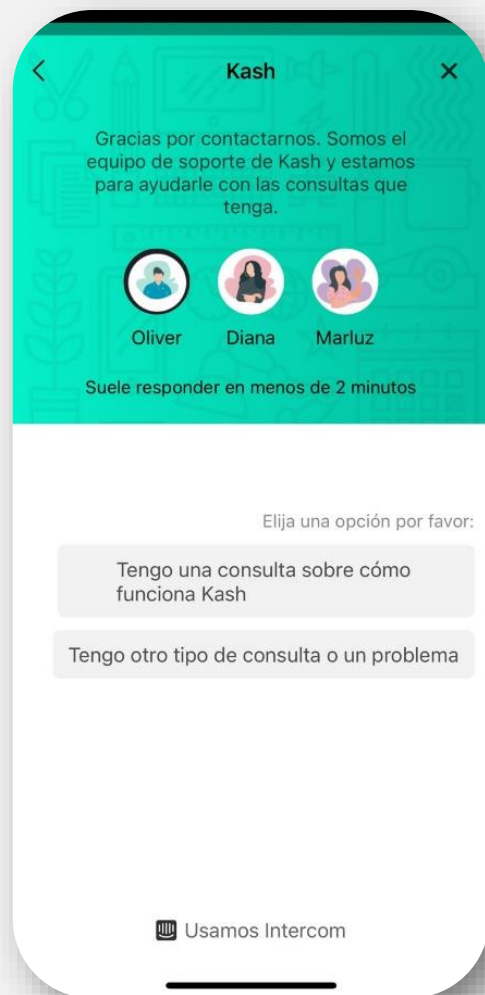 Kash
Gracias por contactarnos. Somos el
equipo de soporte de Kash y estamos
para ayudarle con las consultas que
tenga.
Oliver Diana Marluz
Suele responder en menos de 2 minutos
Elija una opción por favor:
Tengo una consulta sobre cómo
funciona Kash
Tengo otro tipo de consulta o un problema
Usamos Intercom